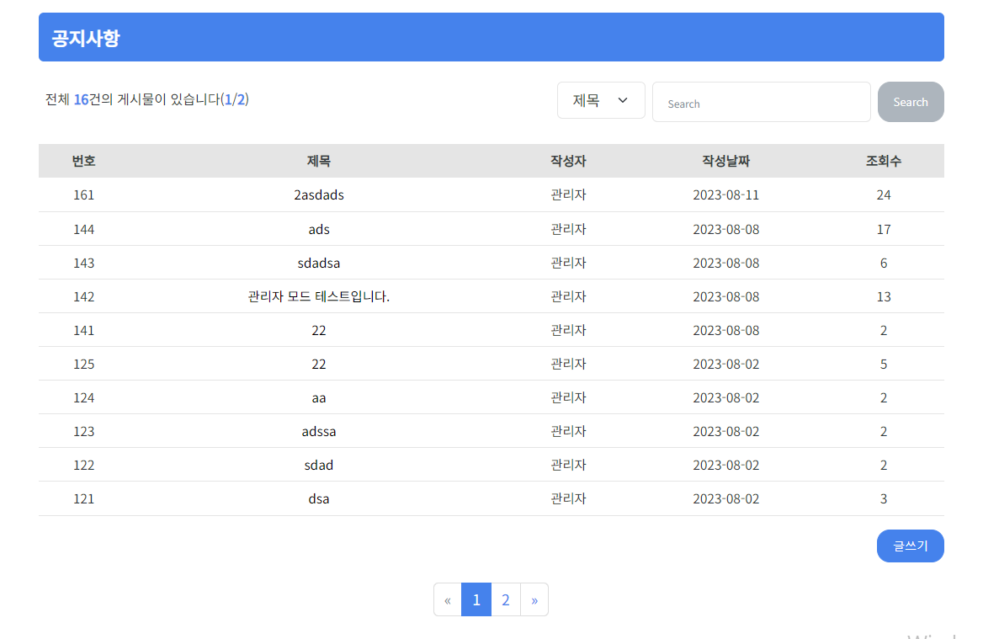 공지사항
전체 16건의 게시물이 있습니다(1/2) 제목 Search Search
번호 제목 작성자 작성날짜 조회수
161 2asdads 관리자 2023-08-11 24
144 ads 관리자 2023-08-08 17
143 sdadsa 관리자 2023-08-08 6
142 관리자 모드 테스트입니다. 관리자 2023-08-08 13
141 22 관리자 2023-08-08 2
125 22 관리자 2023-08-02 5
124 aa 관리자 2023-08-02 2
123 adssa 관리자 2023-08-02 2
122 sdad 관리자 2023-08-02 2
121 dsa 관리자 2023-08-02 3
글쓰기
« 1 2 »